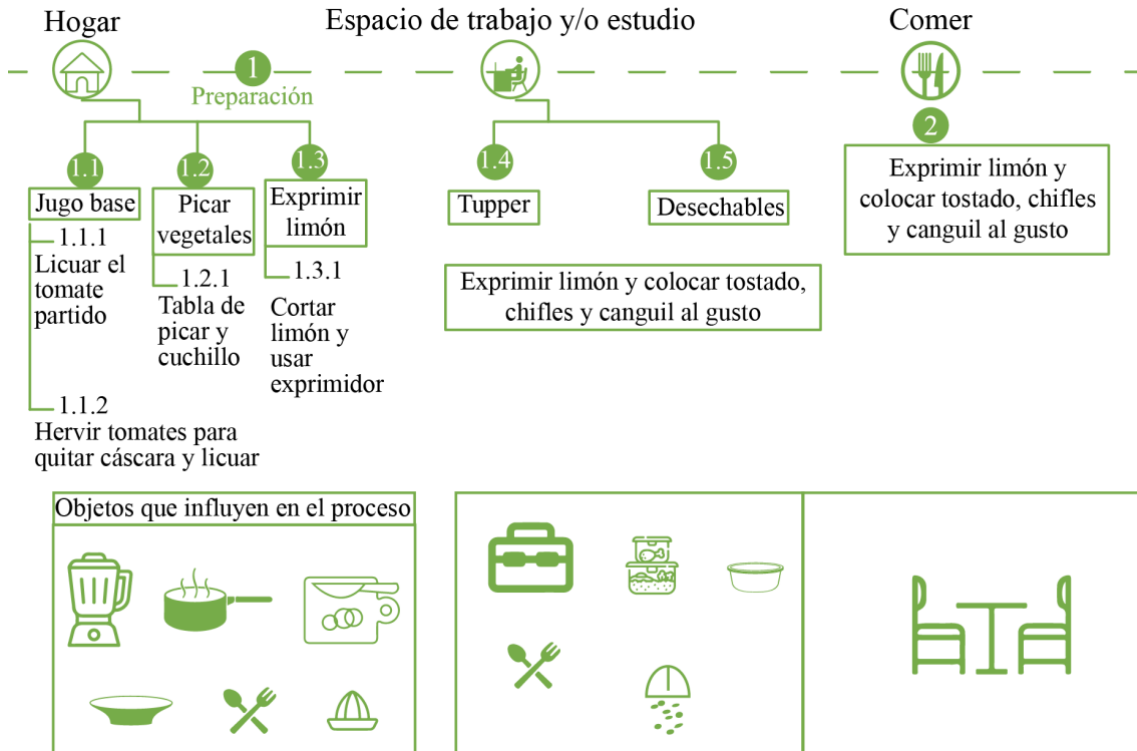 Hogar
Espacio de trabajo y/o estudio
Comer
1
Preparación
1.1
Jugo base
1.1.1
Licuar el
tomate
partido
1.1.2
Hervir tomates para
quitar cáscara y licuar
1.2
Picar
vegetales
1.2.1
Tabla de
picar y
cuchillo
1.3
Exprimir
limón
1.3.1
Cortar
limón y
usar
exprimidor
1.4
Tupper
1.5
Desechables
Exprimir limón y colocar tostado,
chifles y canguil al gusto
2
Exprimir limón y
colocar tostado, chifles
y canguil al gusto
Objetos que influyen en el proceso